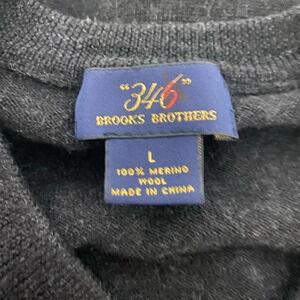 "346"
BROOKS BROTHERS
L
100% MERINO
WOOL
MADE IN CHINA